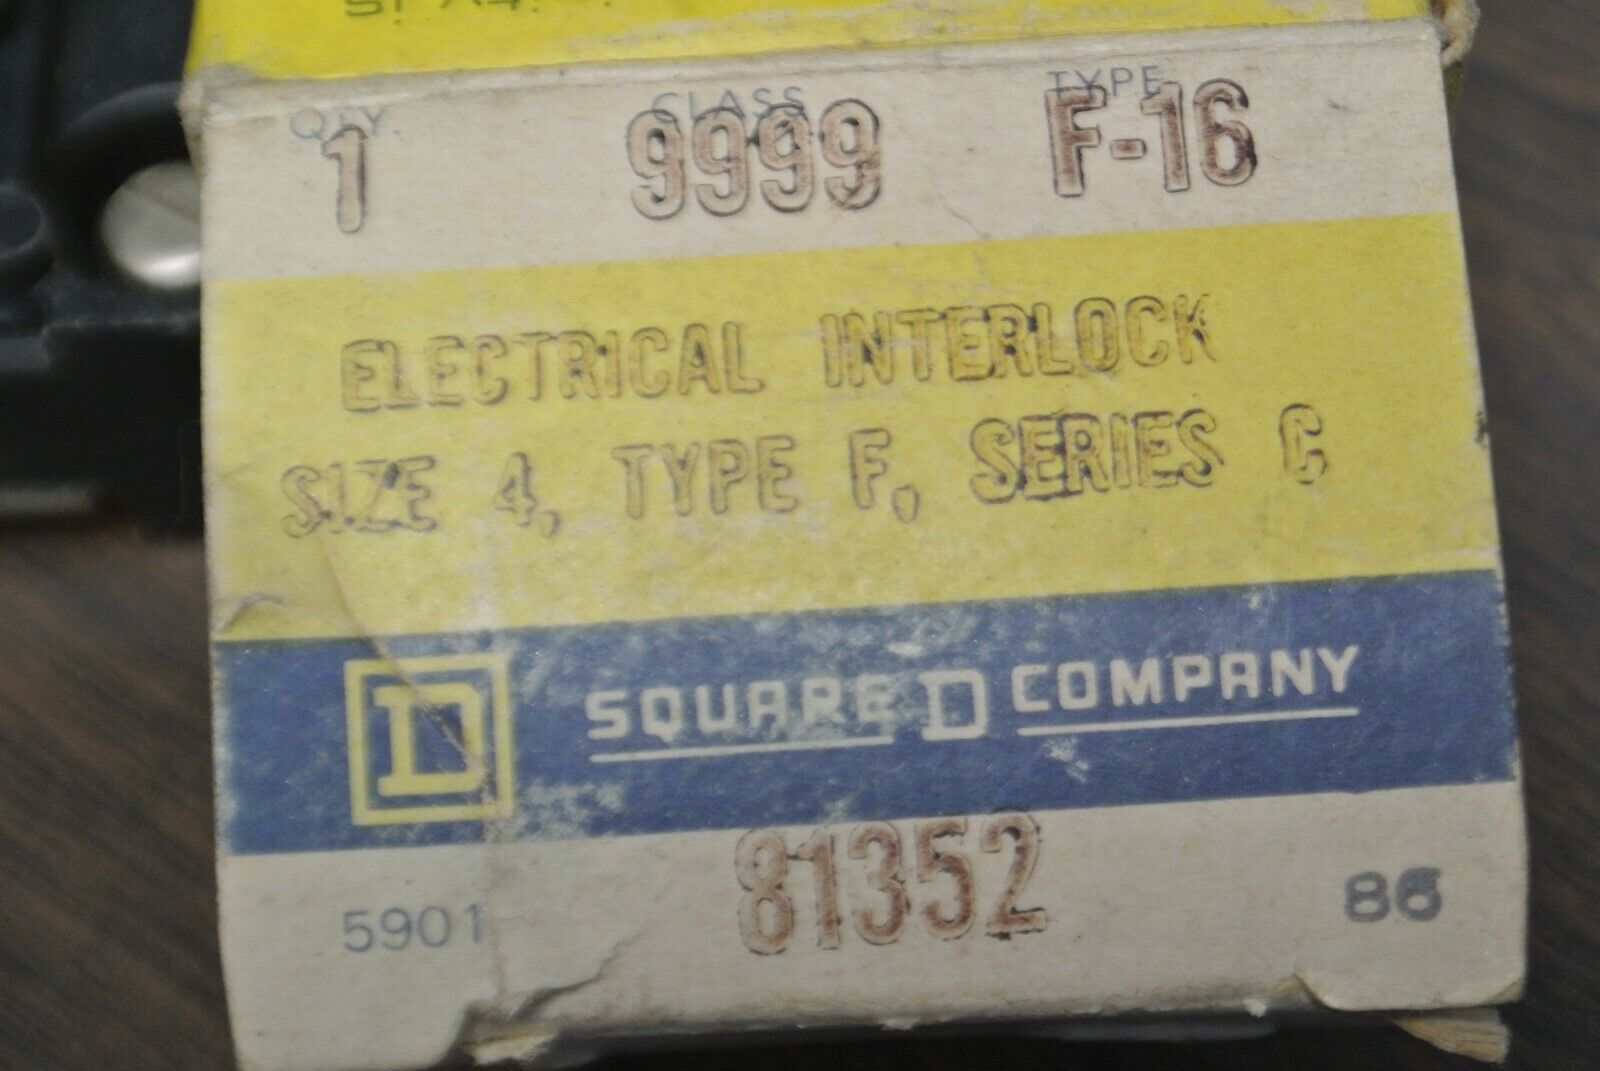 QTY. CLASS TYPE
1 9999 F-16
ELECTRICAL INTERLOCK
SIZE 4, TYPE F, SERIES C
D SQUARE D COMPANY
81352
5901 86